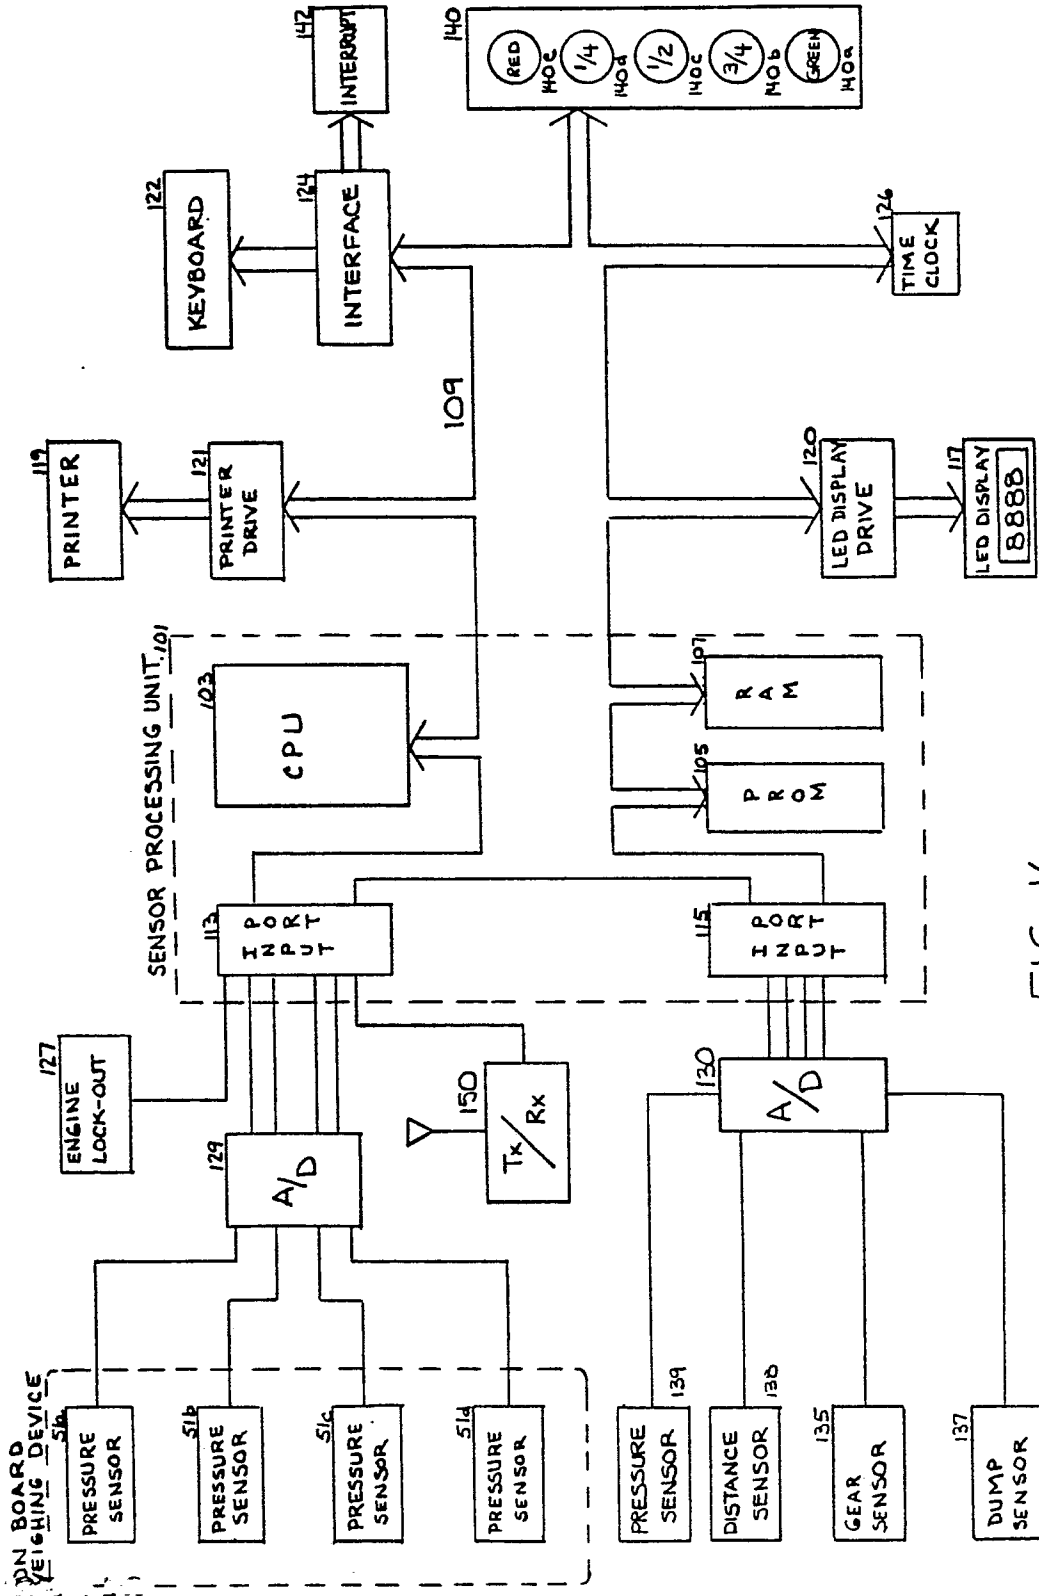 ON BOARD
WEIGHING DEVICE
51a
PRESSURE
SENSOR
51b
PRESSURE
SENSOR
51c
PRESSURE
SENSOR
51d
PRESSURE
SENSOR
PRESSURE
SENSOR
139
DISTANCE
SENSOR
138
135
GEAR
SENSOR
137
DUMP
SENSOR
127
ENGINE
LOCK-OUT
129
A/D
150
Tx/Rx
130
A/D
SENSOR PROCESSING UNIT, 101
113
PORT
INPUT
115
PORT
INPUT
103
CPU
105
PROM
107
RAM
119
PRINTER
121
PRINTER
DRIVE
109
120
LED DISPLAY
DRIVE
117
LED DISPLAY
8888
122
KEYBOARD
124
INTERFACE
142
INTERRUPT
126
TIME
CLOCK
140
RED
140e
1/4
140d
1/2
140c
3/4
140b
GREEN
140a